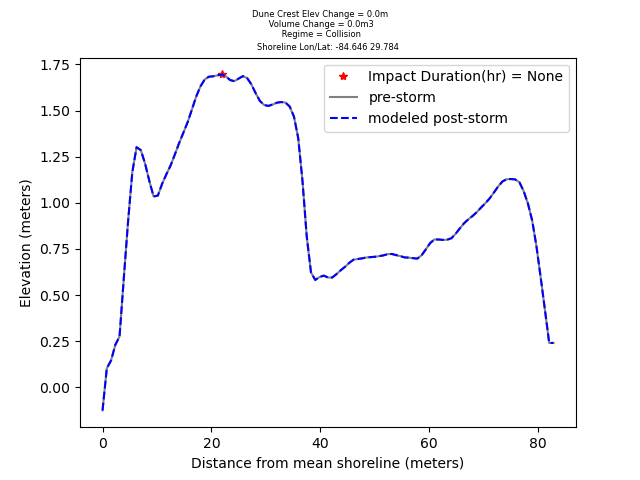 Dune Crest Elev Change = 0.0m
Volume Change = 0.0m3
Regime = Collision
Shoreline Lon/Lat: -84.646 29.784
Impact Duration(hr) = None
pre-storm
modeled post-storm
1.75
1.50
1.25
1.00
0.75
0.50
0.25
0.00
Elevation (meters)
0 20 40 60 80
Distance from mean shoreline (meters)